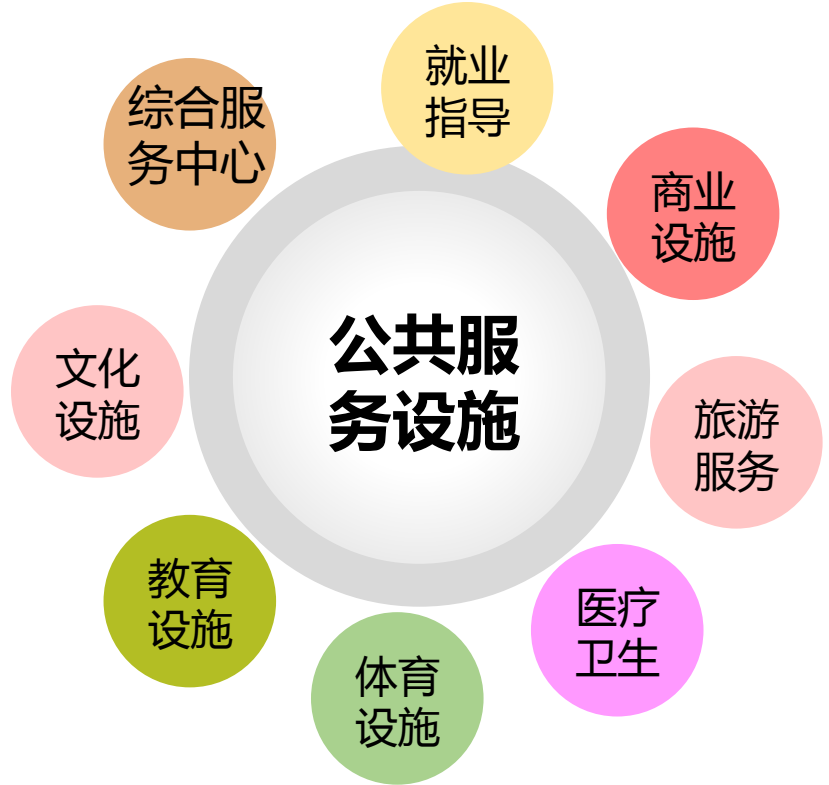 就业
指导
综合服
务中心
商业
设施
公共服
务设施
文化
设施
旅游
服务
教育
设施
医疗
卫生
体育
设施